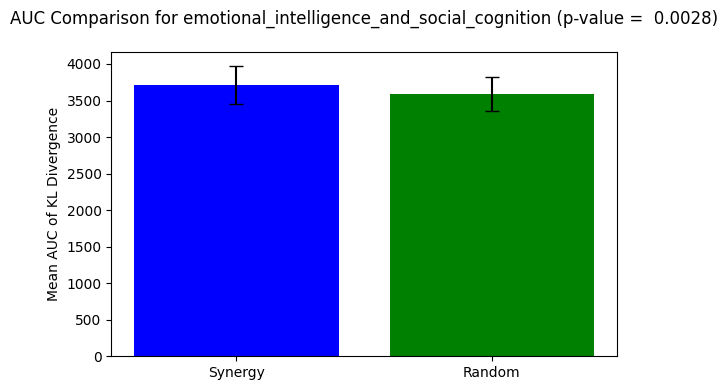 AUC Comparison for emotional_intelligence_and_social_cognition (p-value =  0.0028)
Mean AUC of KL Divergence
4000
3500
3000
2500
2000
1500
1000
500
0
Synergy
Random